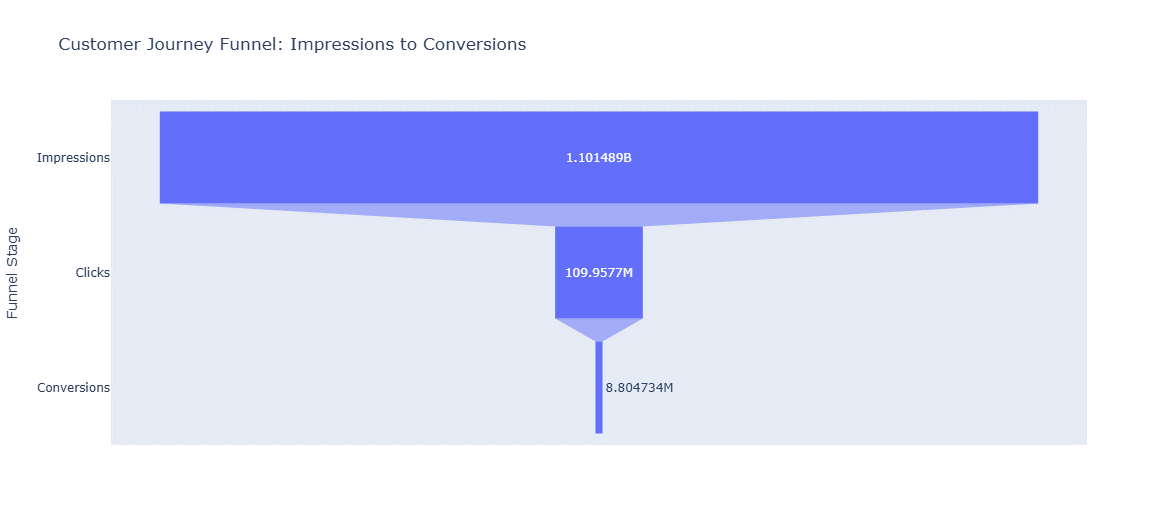 Customer Journey Funnel: Impressions to Conversions
Funnel Stage
Impressions
1.101489B
Clicks
109.9577M
Conversions
8.804734M